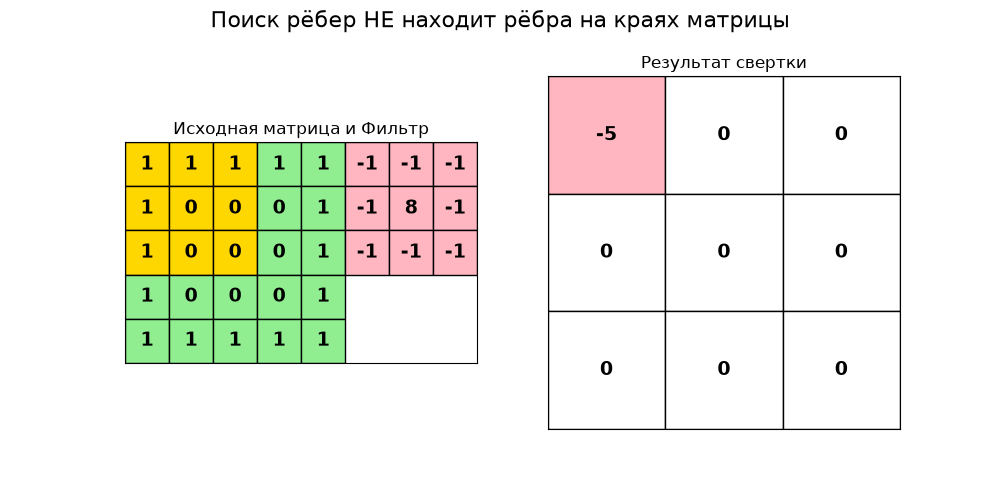 Поиск рёбер НЕ находит рёбра на краях матрицы
Исходная матрица и Фильтр
1 1 1 1 1 -1 -1 -1
1 0 0 0 1 -1 8 -1
1 0 0 0 1 -1 -1 -1
1 0 0 0 1
1 1 1 1 1
Результат свертки
-5 0 0
0 0 0
0 0 0